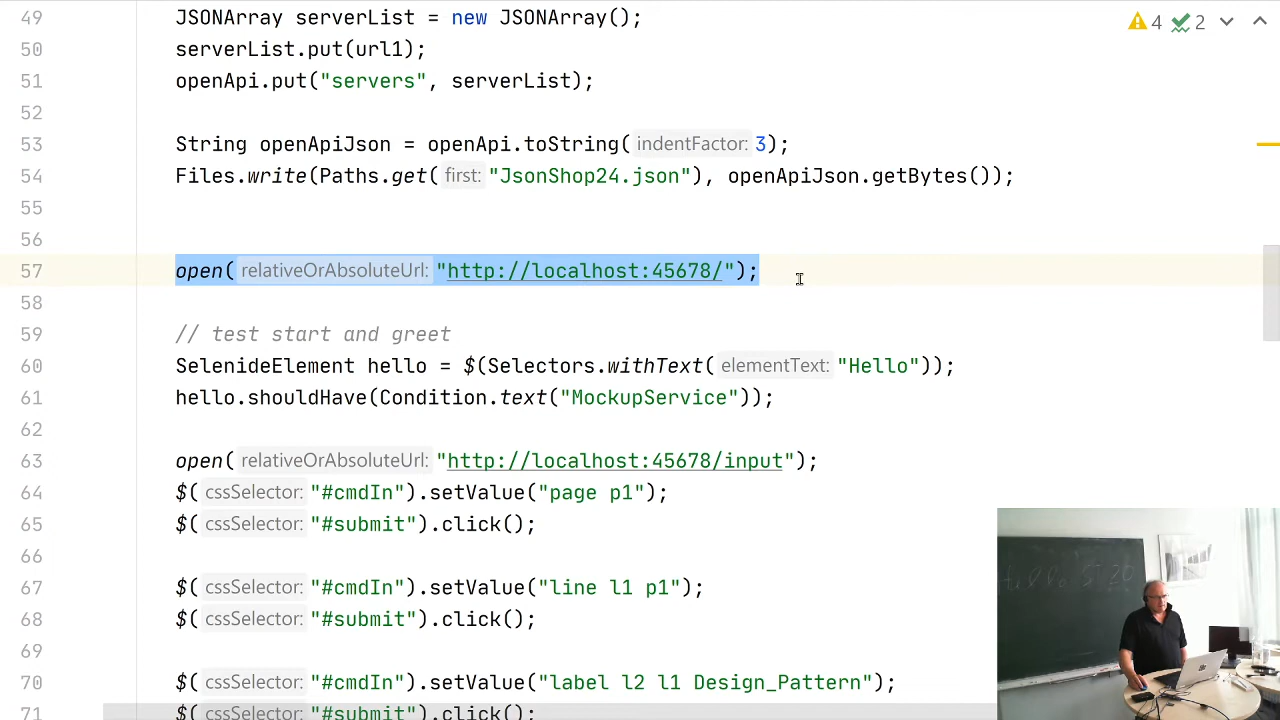 49 JSONArray serverList = new JSONArray();
4 2
50 serverList.put(url1);
51 openApi.put("servers", serverList);
52
53 String openApiJson = openApi.toString( indentFactor: 3);
54 Files.write(Paths.get( first: "JsonShop24.json"), openApiJson.getBytes());
55
56
57 open( relativeOrAbsoluteUrl: "http://localhost:45678/");
58
59 // test start and greet
60 SelenideElement hello = $(Selectors.withText( elementText: "Hello"));
61 hello.shouldHave(Condition.text("MockupService"));
62
63 open( relativeOrAbsoluteUrl: "http://localhost:45678/input");
64 $( cssSelector: "#cmdIn").setValue("page p1");
65 $( cssSelector: "#submit").click();
66
67 $( cssSelector: "#cmdIn").setValue("line l1 p1");
68 $( cssSelector: "#submit").click();
69
70 $( cssSelector: "#cmdIn").setValue("label l2 l1 Design_Pattern");
71 $( cssSelector: "#submit").click();